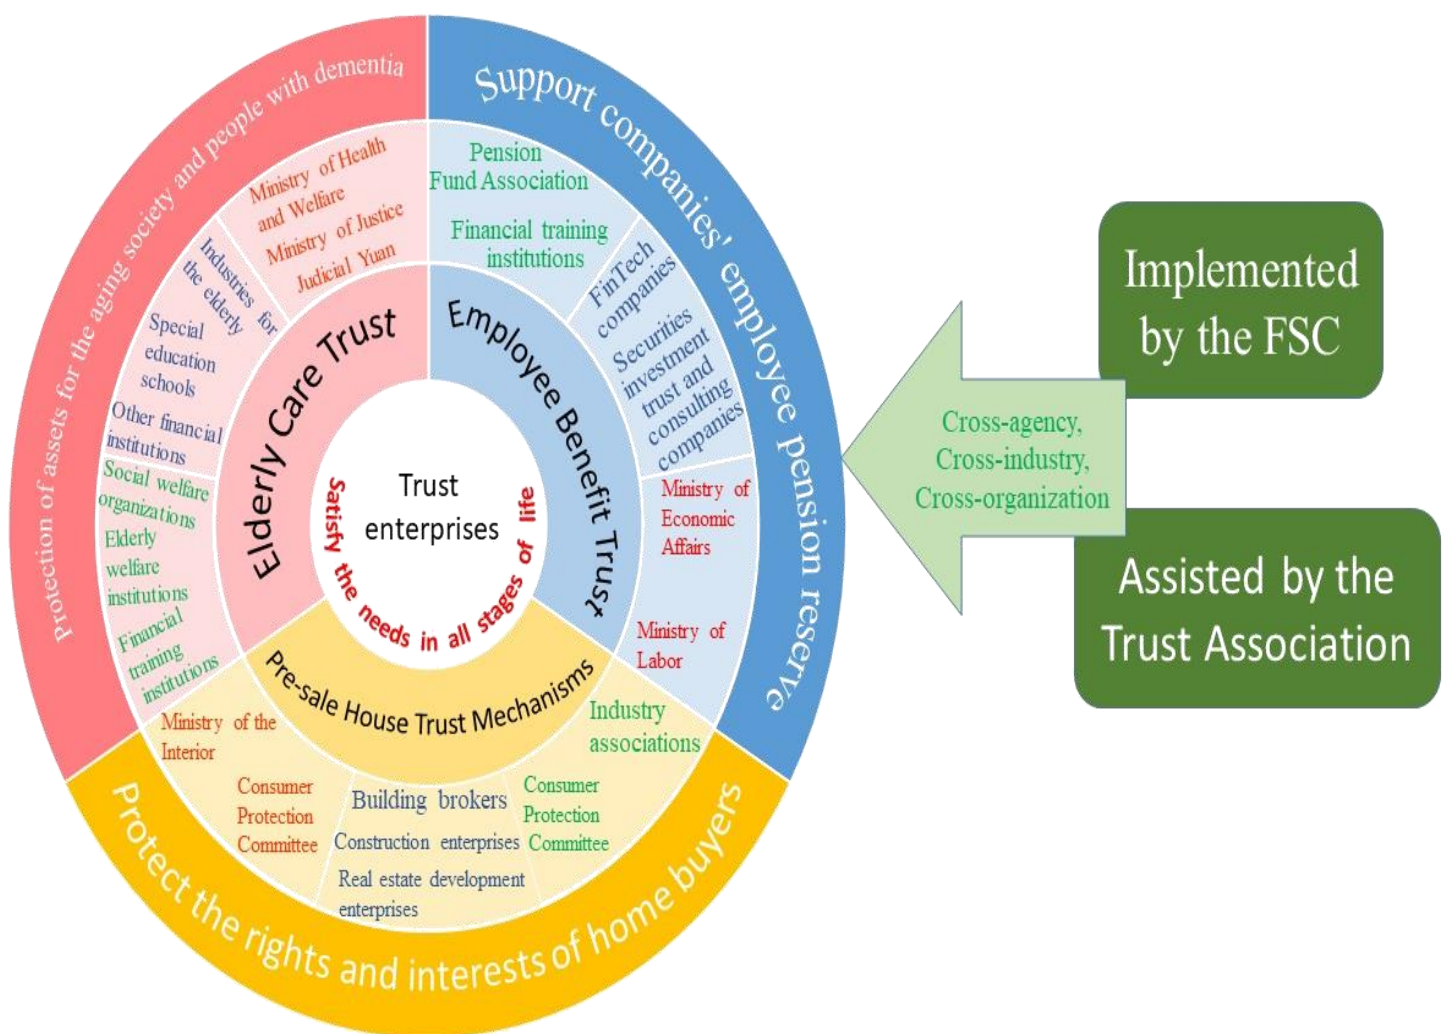 Protection of assets for the aging society and people with dementia
Support companies' employee pension reserve
Protect the rights and interests of home buyers
Ministry of Health
and Welfare
Ministry of Justice
Judicial Yuan
Industries for
the elderly
Special
education
schools
Other financial
institutions
Social welfare
organizations
Elderly
welfare
institutions
Financial
training
institutions
Pension
Fund Association
Financial training
institutions
FinTech
companies
Securities
investment
trust and
consulting
companies
Ministry of
Economic
Affairs
Ministry of
Labor
Elderly Care Trust
Employee Benefit Trust
Pre-sale House Trust Mechanisms
Trust
enterprises
Satisfy the needs in all stages of life
Ministry of the
Interior
Consumer
Protection
Committee
Building brokers
Construction enterprises
Real estate development
enterprises
Consumer
Protection
Committee
Industry
associations
Implemented
by the FSC
Cross-agency,
Cross-industry,
Cross-organization
Assisted by the
Trust Association